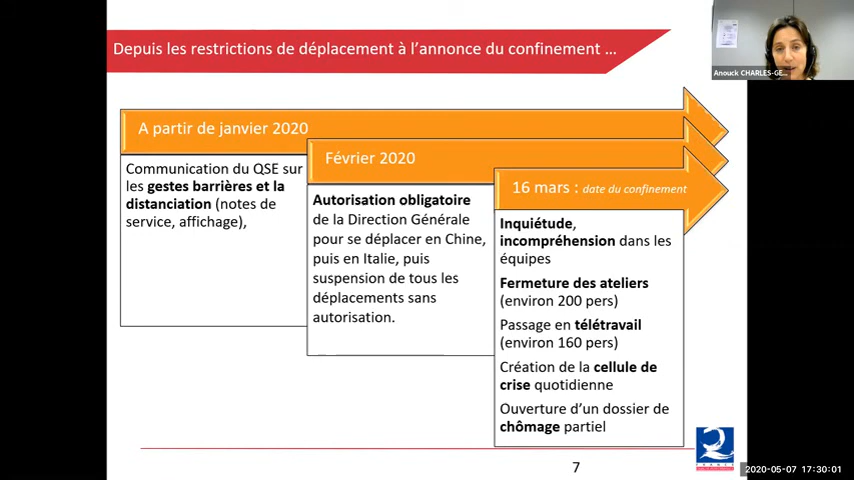 Depuis les restrictions de déplacement à l'annonce du confinement ...
Anouck CHARLES-GE...
A partir de janvier 2020
Communication du QSE sur
les gestes barrières et la
distanciation (notes de
service, affichage),
Février 2020
Autorisation obligatoire
de la Direction Générale
pour se déplacer en Chine,
puis en Italie, puis
suspension de tous les
déplacements sans
autorisation.
16 mars : date du confinement
Inquiétude,
incompréhension dans les
équipes
Fermeture des ateliers
(environ 200 pers)
Passage en télétravail
(environ 160 pers)
Création de la cellule de
crise quotidienne
Ouverture d'un dossier de
chômage partiel
7
FRANCE
2020-05-07 17:30:01